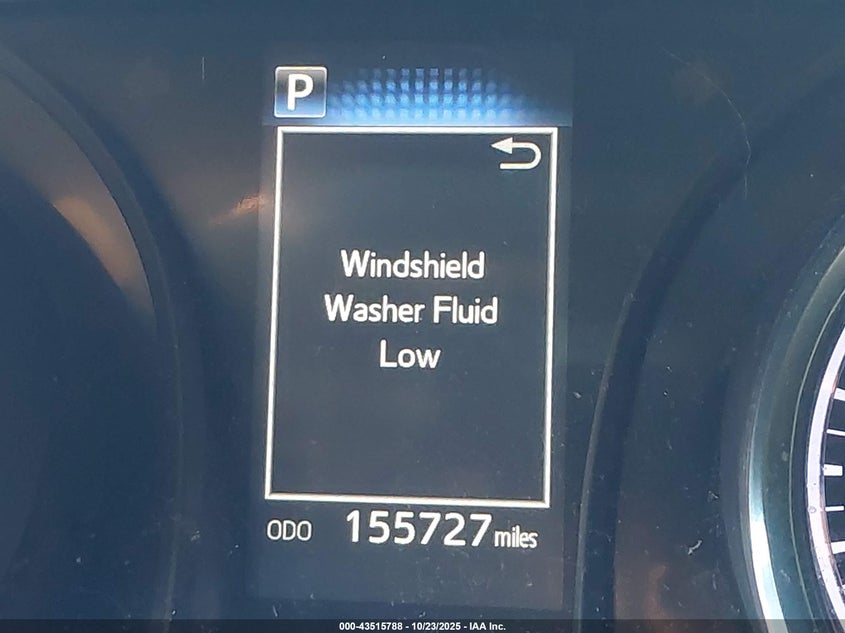 P
Windshield
Washer Fluid
Low
ODO 155727 miles
000-43515788 - 10/23/2025 - IAA Inc.